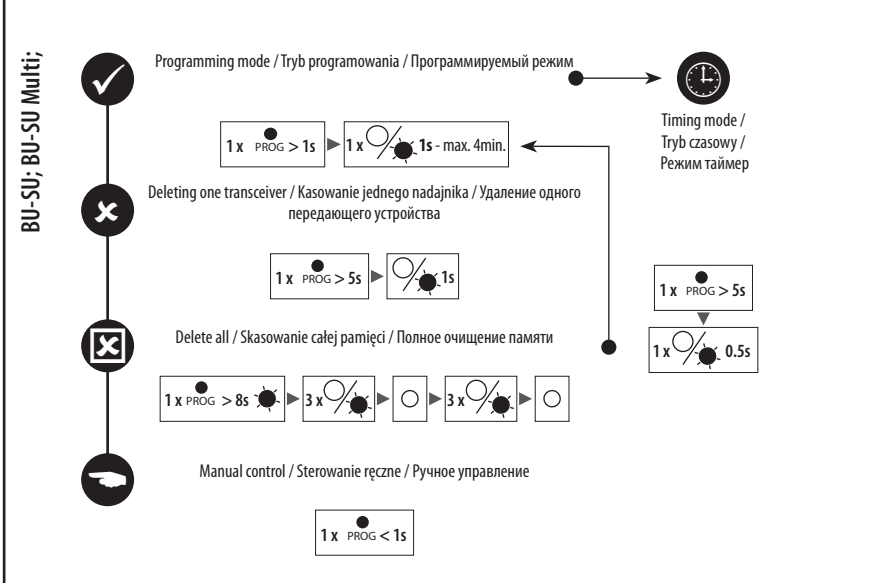 BU-SU; BU-SU Multi;
Programming mode / Tryb programowania / Программируемый режим
Timing mode /
Tryb czasowy /
Режим таймер
1 x PROG > 1s
1 x 1s - max. 4min.
Deleting one transceiver / Kasowanie jednego nadajnika / Удаление одного
передающего устройства
1 x PROG > 5s
1s
1 x PROG > 5s
1 x 0.5s
Delete all / Skasowanie całej pamięci / Полное очищение памяти
1 x PROG > 8s
3 x
3 x
Manual control / Sterowanie ręczne / Ручное управление
1 x PROG < 1s